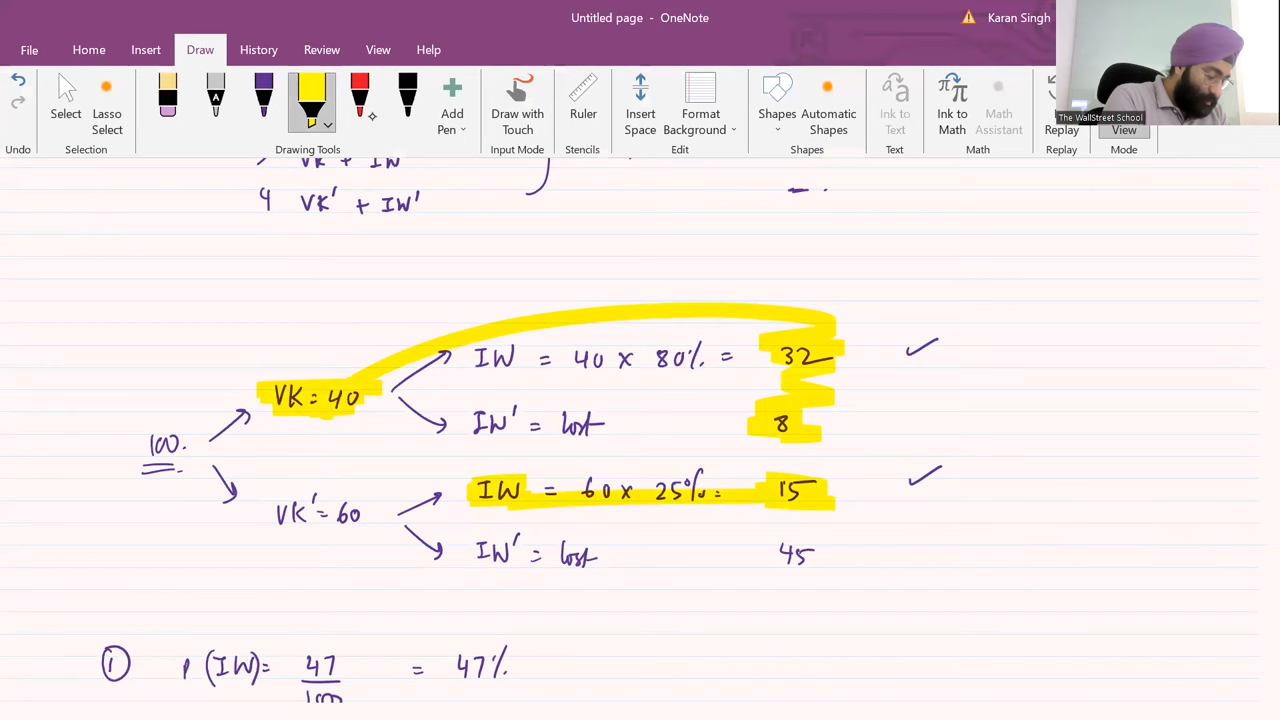 Untitled page - OneNote
Karan Singh
File Home Insert Draw History Review View Help
Undo
Select
Lasso Select
Add Pen
Draw with Touch
Ruler
Insert Space
Format Background
Shapes
Automatic Shapes
Ink to Text
Ink to Math
Math Assistant
Replay
View
Selection
Drawing Tools
Input Mode
Stencils
Edit
Shapes
Text
Math
Replay
Mode
The WallStreet School
VK + IW
4 VK' + IW'
IW = 40 x 80% = 32
VK = 40
IW' = lost 8
100.
IW = 60 x 25% = 15
VK' = 60
IW' = lost 45
① P(IW) = 47/100 = 47%